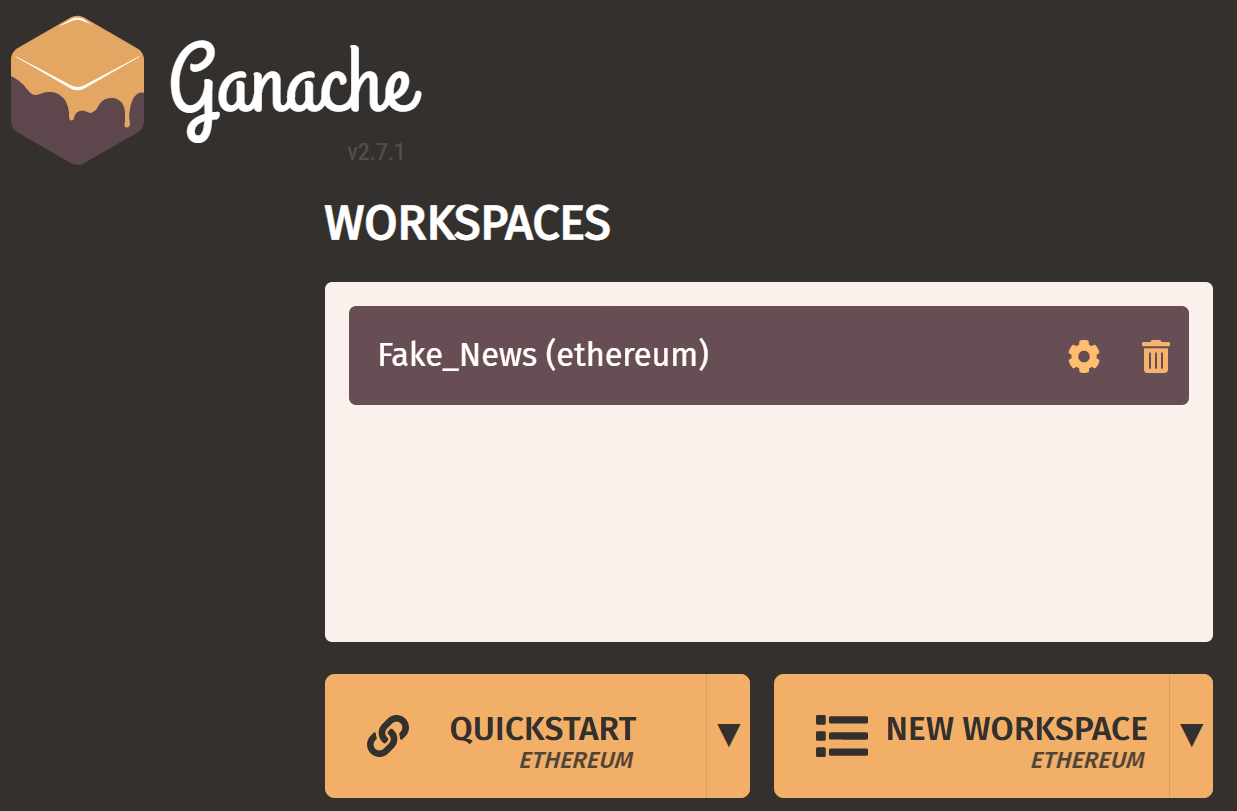 Ganache
v2.7.1
WORKSPACES
Fake_News (ethereum)
QUICKSTART
ETHEREUM
NEW WORKSPACE
ETHEREUM